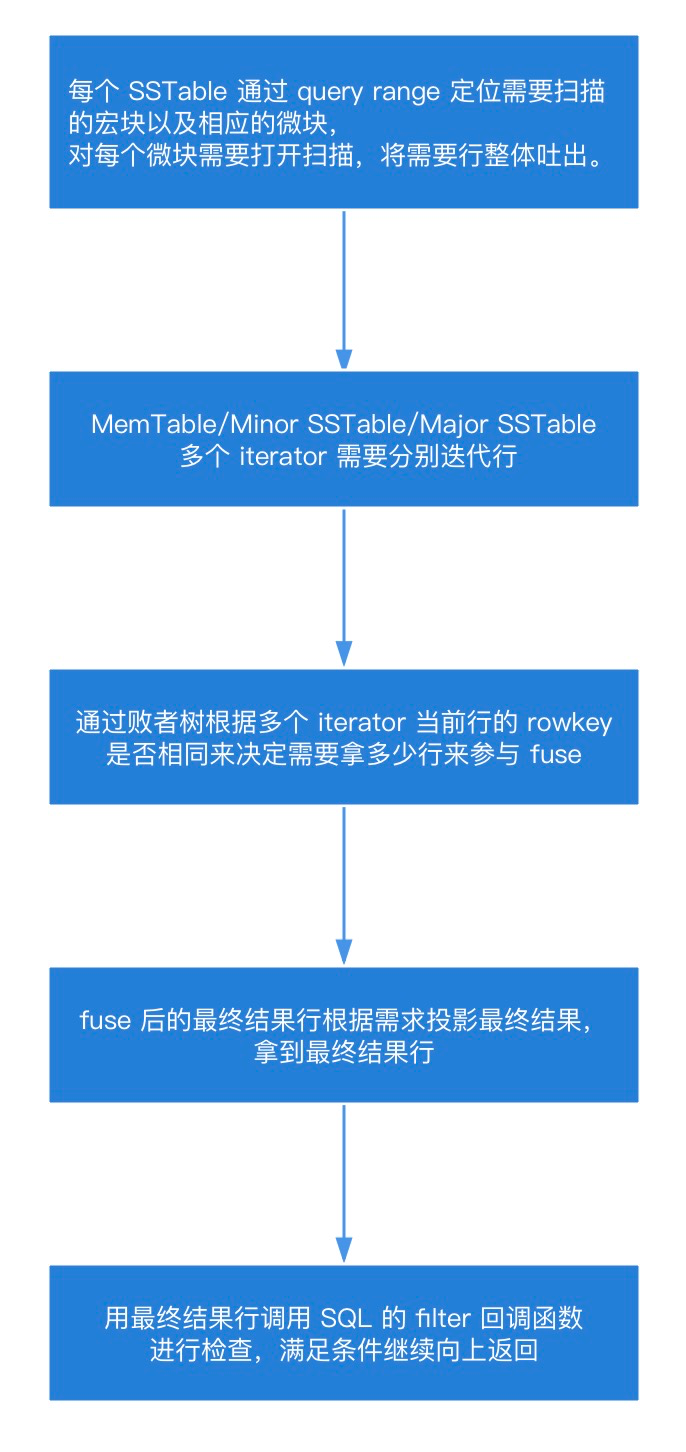 每个 SSTable 通过 query range 定位需要扫描
的宏块以及相应的微块，
对每个微块需要打开扫描，将需要行整体吐出。
MemTable/Minor SSTable/Major SSTable
多个 iterator 需要分别迭代行
通过败者树根据多个 iterator 当前行的 rowkey
是否相同来决定需要拿多少行来参与 fuse
fuse 后的最终结果行根据需求投影最终结果，
拿到最终结果行
用最终结果行调用 SQL 的 filter 回调函数
进行检查，满足条件继续向上返回